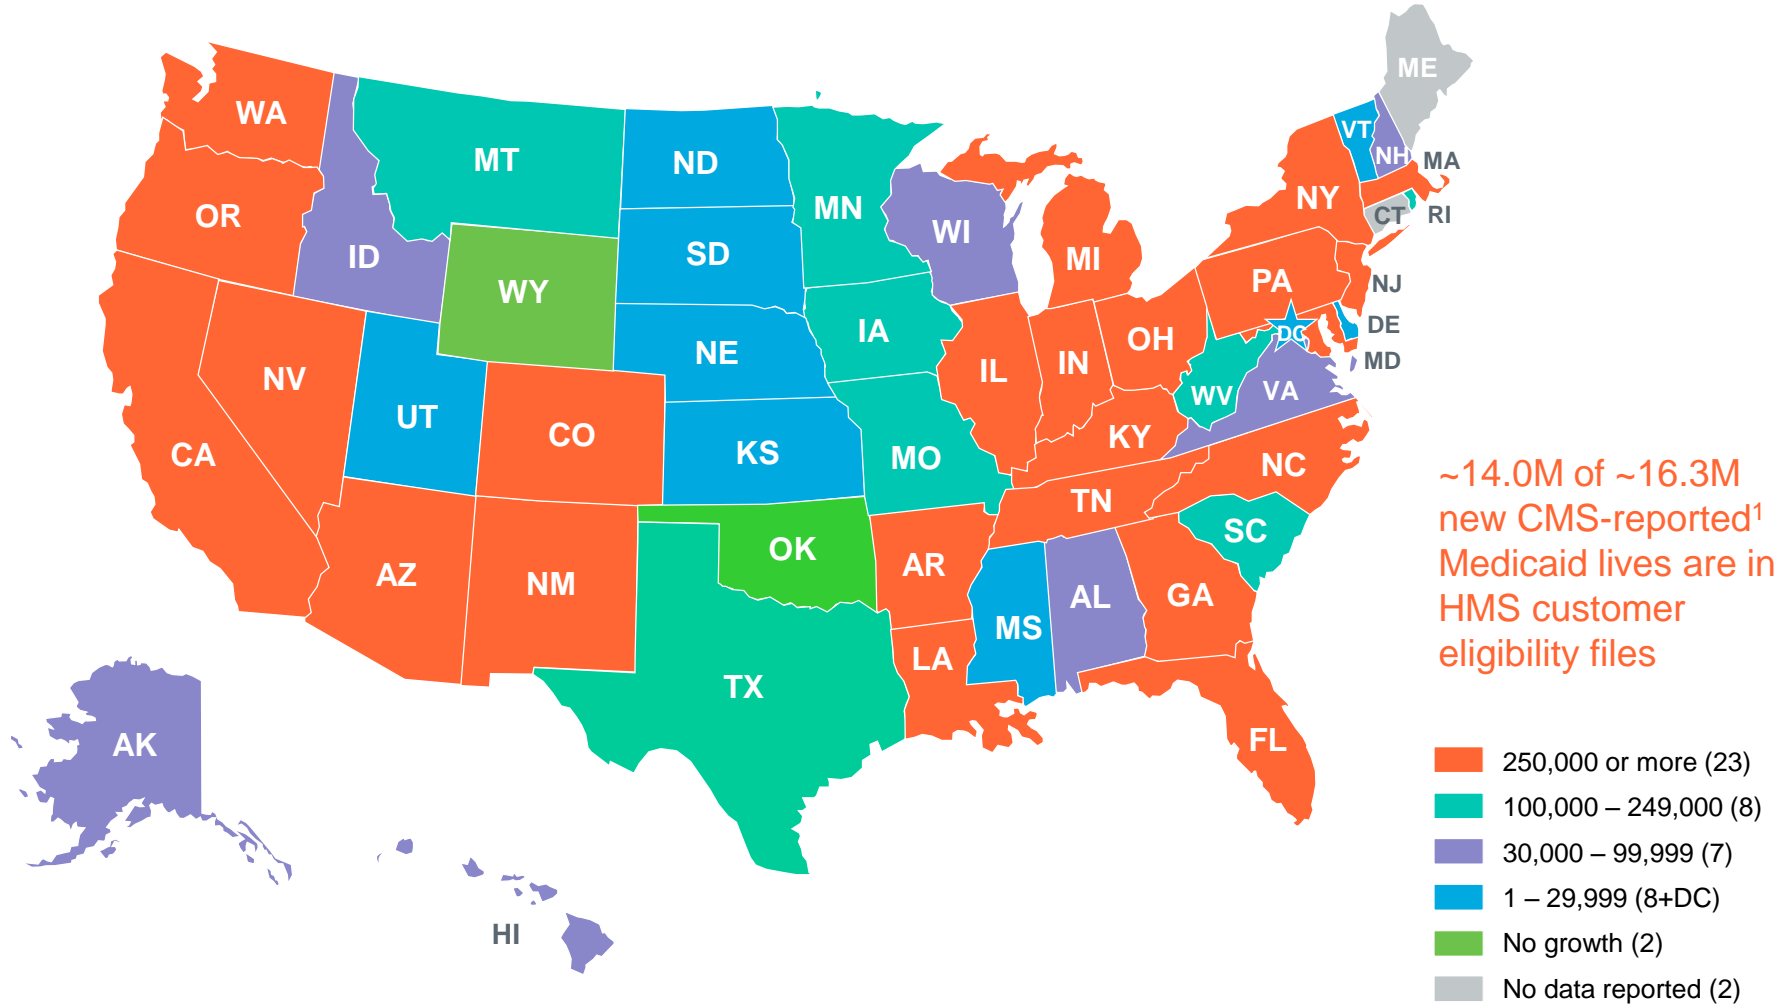 ME
WA
VT
NH
MA
MT
ND
OR
MN
NY
CT
RI
ID
WI
SD
MI
PA
NJ
WY
DE
IA
OH
DC
NE
MD
NV
IL
IN
UT
WV
VA
CO
KY
CA
KS
MO
NC
TN
SC
OK
AZ
NM
AR
AL
GA
MS
LA
TX
FL
AK
HI
~14.0M of ~16.3M
new CMS-reported1
Medicaid lives are in
HMS customer
eligibility files
250,000 or more (23)
100,000 – 249,000 (8)
30,000 – 99,999 (7)
1 – 29,999 (8+DC)
No growth (2)
No data reported (2)